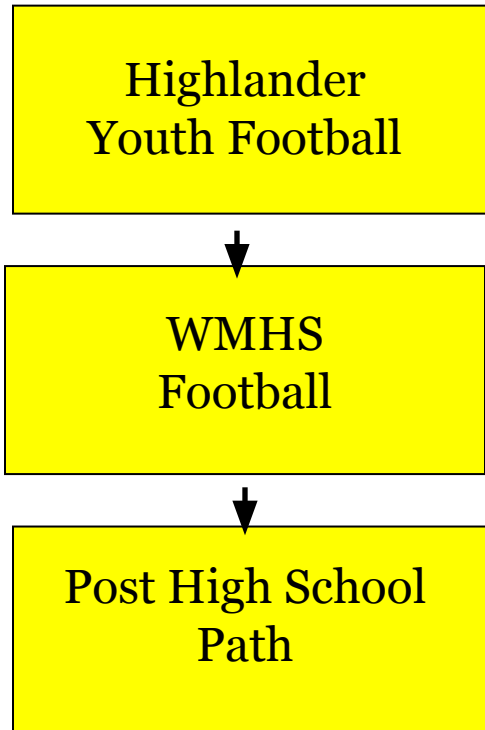 Highlander
Youth Football
WMHS
Football
Post High School
Path